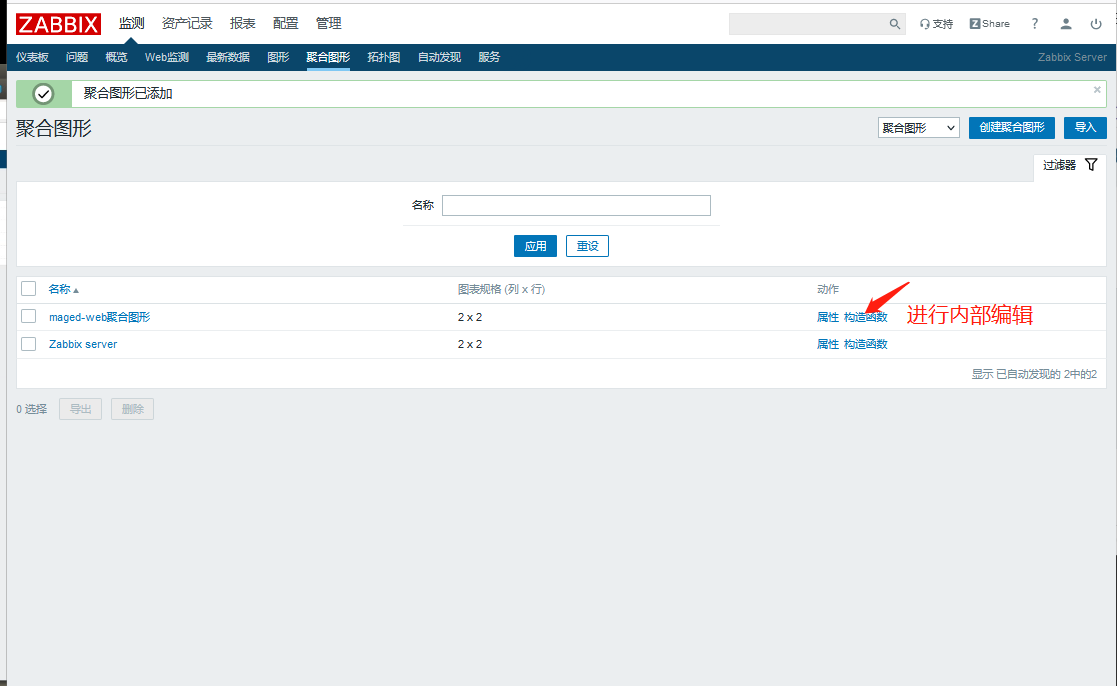 ZABBIX 监测 资产记录 报表 配置 管理 支持 Z Share ?
仪表板 问题 概览 Web监测 最新数据 图形 聚合图形 拓扑图 自动发现 服务 Zabbix Server
聚合图形已添加 ×
聚合图形 聚合图形 创建聚合图形 导入
过滤器
名称
应用 重设
名称 图表规格 (列 x 行) 动作
maged-web聚合图形 2 x 2 属性 构造函数 进行内部编辑
Zabbix server 2 x 2 属性 构造函数
显示 已自动发现的 2中的2
0 选择 导出 删除